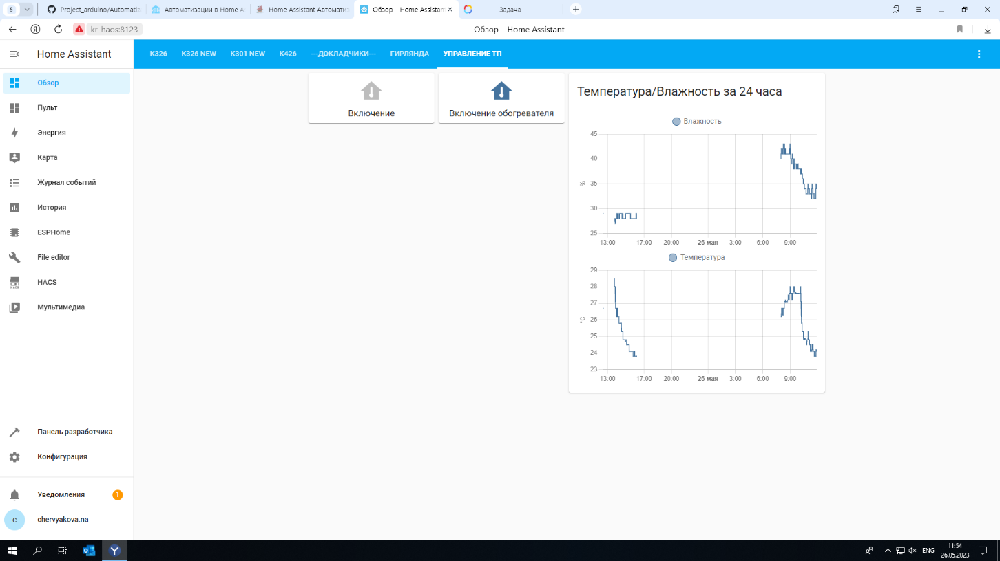 5
Project_arduino/Automatiz
Автоматизации в Home A
Home Assistant Автоматиз
Обзор – Home Assistant
Задача
kr-haos:8123
Обзор – Home Assistant
Home Assistant
K326
K326 NEW
K301 NEW
K426
---ДОКЛАДЧИКИ---
ГИРЛЯНДА
УПРАВЛЕНИЕ ТП
Обзор
Пульт
Энергия
Карта
Журнал событий
История
ESPHome
File editor
HACS
HACS
Мультимедиа
Панель разработчика
Конфигурация
Уведомления
1
c
chervyakova.na
Включение
Включение обогревателя
Температура/Влажность за 24 часа
Влажность
45
40
35
30
25
%
13:00 17:00 20:00 26 мая 3:00 6:00 9:00
Температура
29
28
27
26
25
24
23
°C
13:00 17:00 20:00 26 мая 3:00 6:00 9:00
ENG
11:54
26.05.2023